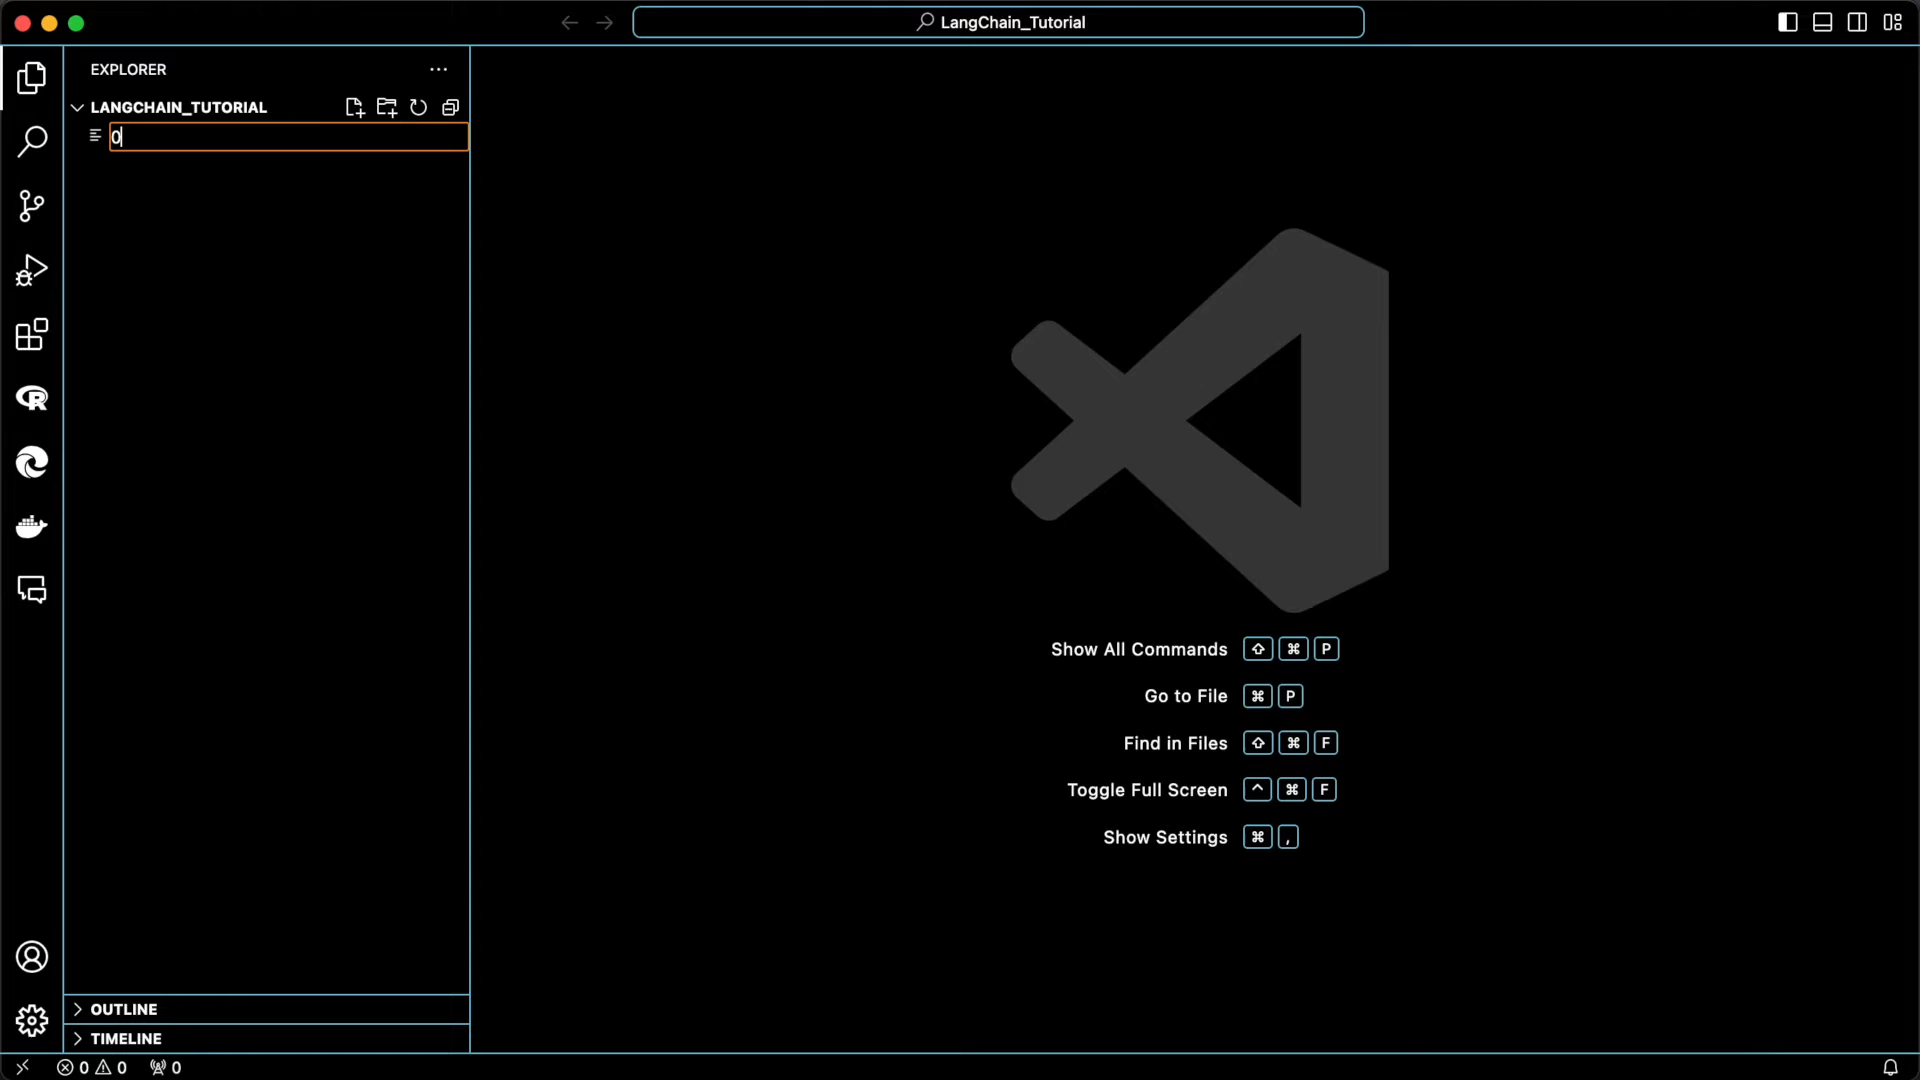 LangChain_Tutorial
EXPLORER
LANGCHAIN_TUTORIAL
0
Show All Commands ⇧ ⌘ P
Go to File ⌘ P
Find in Files ⇧ ⌘ F
Toggle Full Screen ^ ⌘ F
Show Settings ⌘ ,
OUTLINE
TIMELINE
0 0 0